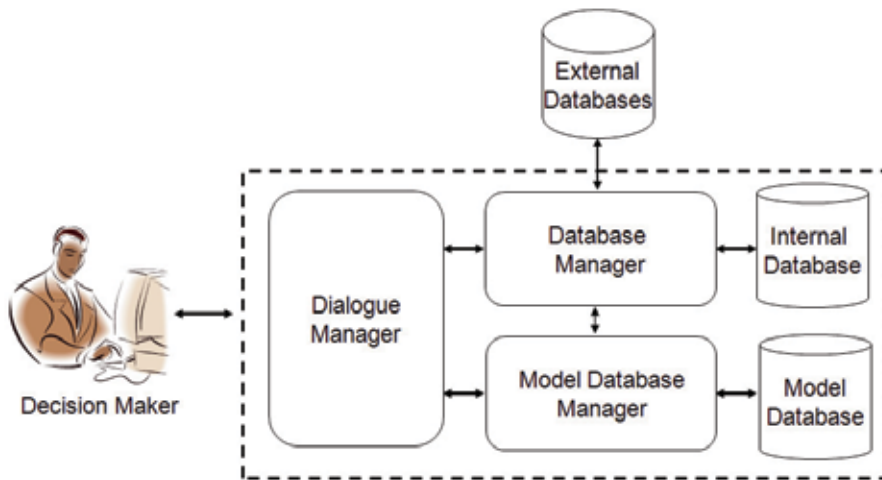 External
Databases
Database
Manager
Internal
Database
Dialogue
Manager
Model Database
Manager
Model
Database
Decision Maker